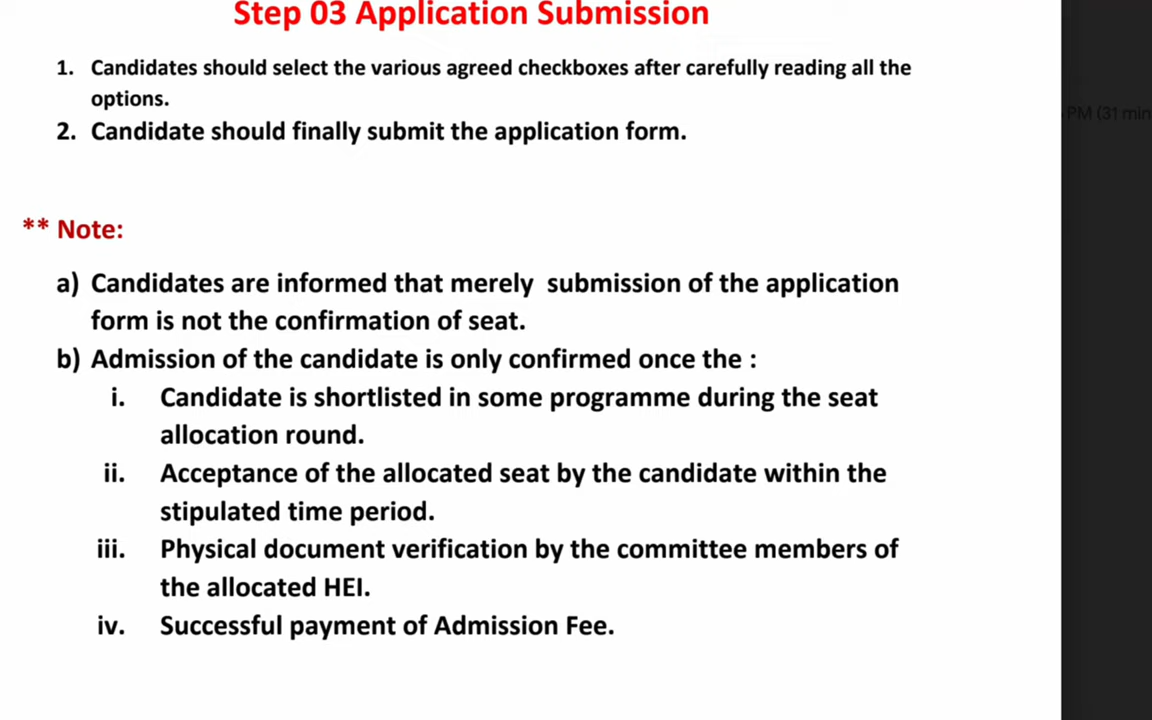 Step 03 Application Submission
1. Candidates should select the various agreed checkboxes after carefully reading all the
options.
2. Candidate should finally submit the application form.
** Note:
a) Candidates are informed that merely submission of the application
form is not the confirmation of seat.
b) Admission of the candidate is only confirmed once the :
i. Candidate is shortlisted in some programme during the seat
allocation round.
ii. Acceptance of the allocated seat by the candidate within the
stipulated time period.
iii. Physical document verification by the committee members of
the allocated HEI.
iv. Successful payment of Admission Fee.
PM (31 min